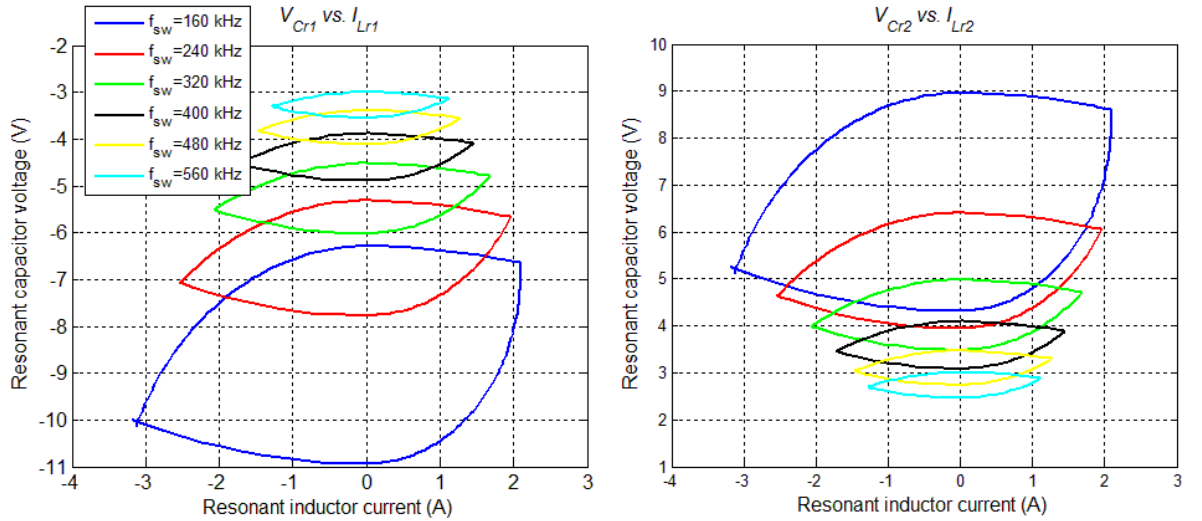 V_Cr1 vs. I_Lr1
f_sw=160 kHz
f_sw=240 kHz
f_sw=320 kHz
f_sw=400 kHz
f_sw=480 kHz
f_sw=560 kHz
Resonant capacitor voltage (V)
-2
-3
-4
-5
-6
-7
-8
-9
-10
-11
-4 -3 -2 -1 0 1 2 3
Resonant inductor current (A)
V_Cr2 vs. I_Lr2
Resonant capacitor voltage (V)
10
9
8
7
6
5
4
3
2
1
-4 -3 -2 -1 0 1 2 3
Resonant inductor current (A)